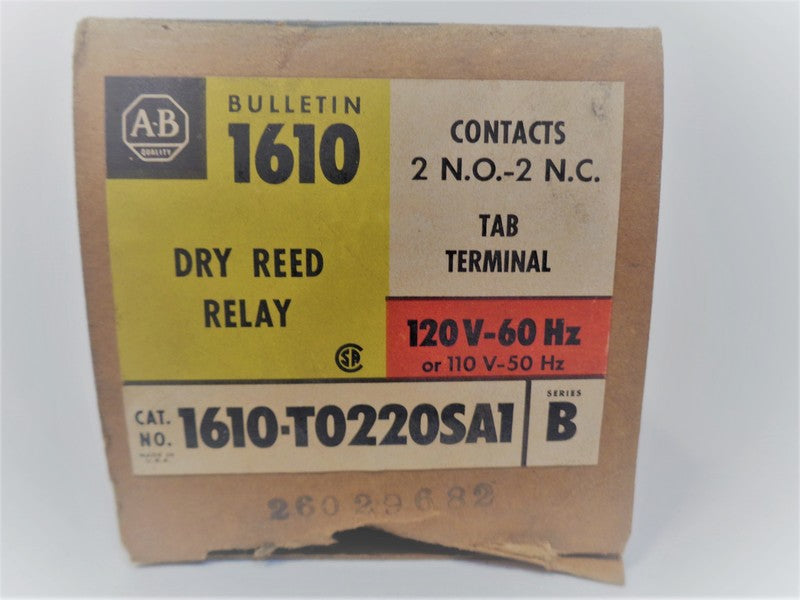 A-B
QUALITY
BULLETIN
1610
DRY REED
RELAY
CONTACTS
2 N.O.-2 N.C.
TAB
TERMINAL
120 V-60 Hz
or 110 V-50 Hz
SA
CAT.
NO.
MADE IN
U.S.A.
1610-T0220SA1
SERIES
B
26029682